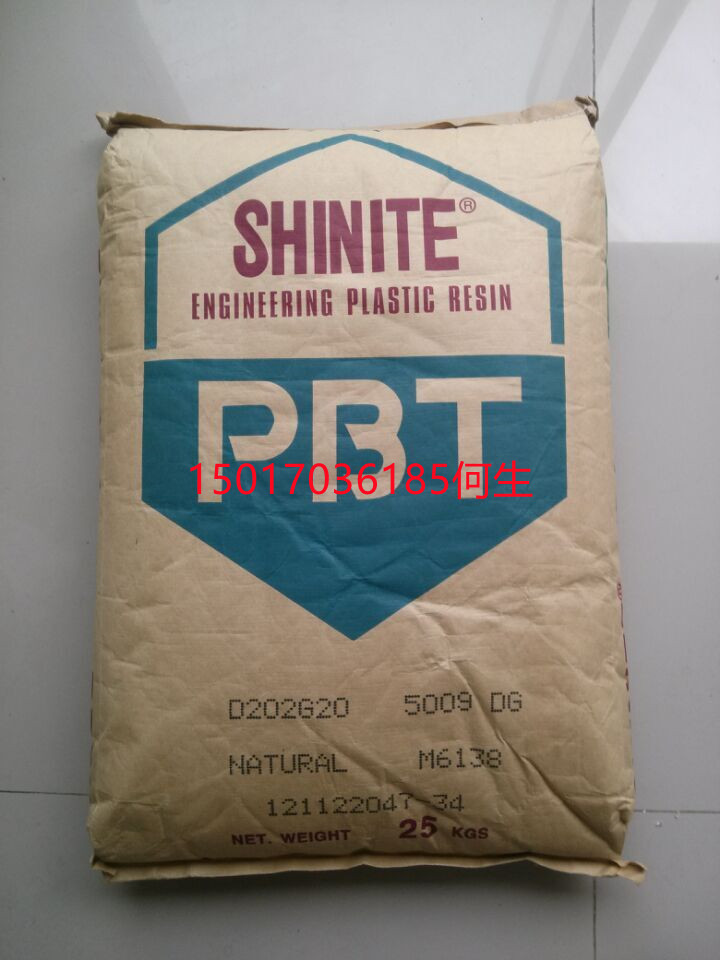 SHINITE®
ENGINEERING PLASTIC RESIN
PBT
15017036185何生
D202G20 5009 DG
NATURAL M6138
121122047-34
NET. WEIGHT 25 KGS